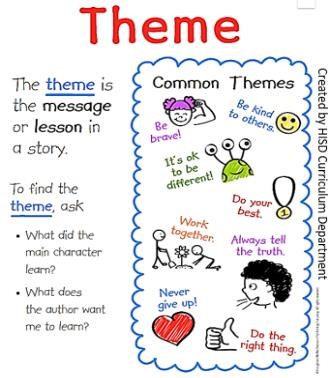 Theme
The theme is
the message
or lesson in
a story.
To find the
theme, ask
• What did the
main character
learn?
• What does
the author want
me to learn?
Common Themes
Be
brave!
Be kind
to others.
It's ok
to be
different!
Do your
best.
1
Work
together.
Always tell
the truth.
Never
give up!
Do the
right thing.
Created by HISD Curriculum Department